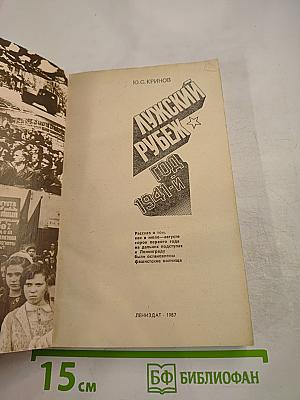 Ю.С. КРИНОВ
ЛУЖСКИЙ
РУБЕЖ
ГОД
1941-Й
Рассказ о том,
как в июле—августе
сорок первого года
на дальних подступах
к Ленинграду
были остановлены
фашистские полчища
ЛЕНИЗДАТ · 1987
15 см
БФ БИБЛИОФАН